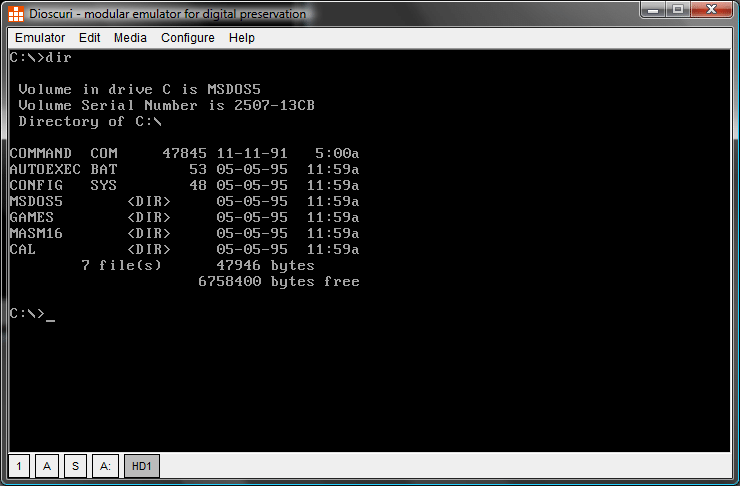 Dioscuri - modular emulator for digital preservation
Emulator Edit Media Configure Help
C:\>dir
Volume in drive C is MSDOS5
Volume Serial Number is 2507-13CB
Directory of C:\
COMMAND  COM     47845 11-11-91   5:00a
AUTOEXEC BAT        53 05-05-95  11:59a
CONFIG   SYS        48 05-05-95  11:59a
MSDOS5       <DIR>     05-05-95  11:59a
GAMES        <DIR>     05-05-95  11:59a
MASM16       <DIR>     05-05-95  11:59a
CAL          <DIR>     05-05-95  11:59a
7 file(s)      47946 bytes
6758400 bytes free
C:\>_
1 A S A: HD1